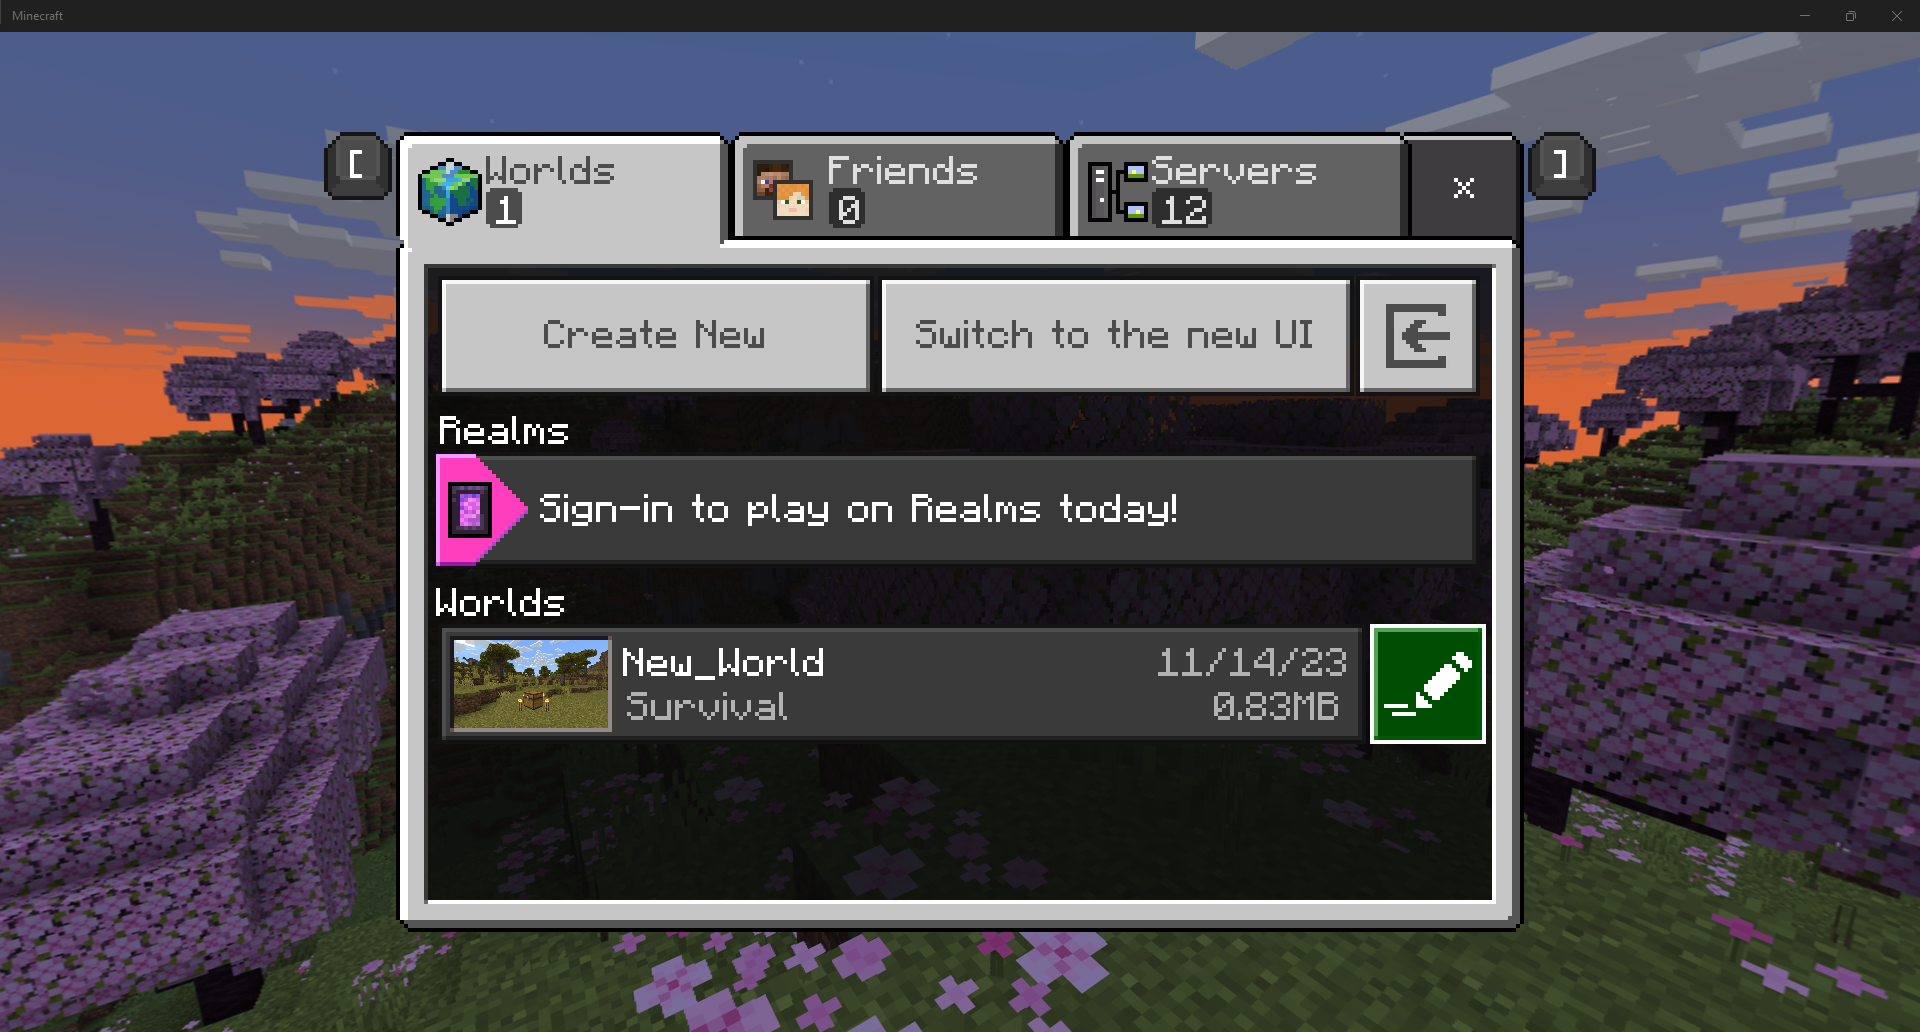 Minecraft
[
Worlds
1
Friends
0
Servers
12
x
]
Create New
Switch to the new UI
Realms
Sign-in to play on Realms today!
Worlds
New_World
11/14/23
Survival
0.83MB